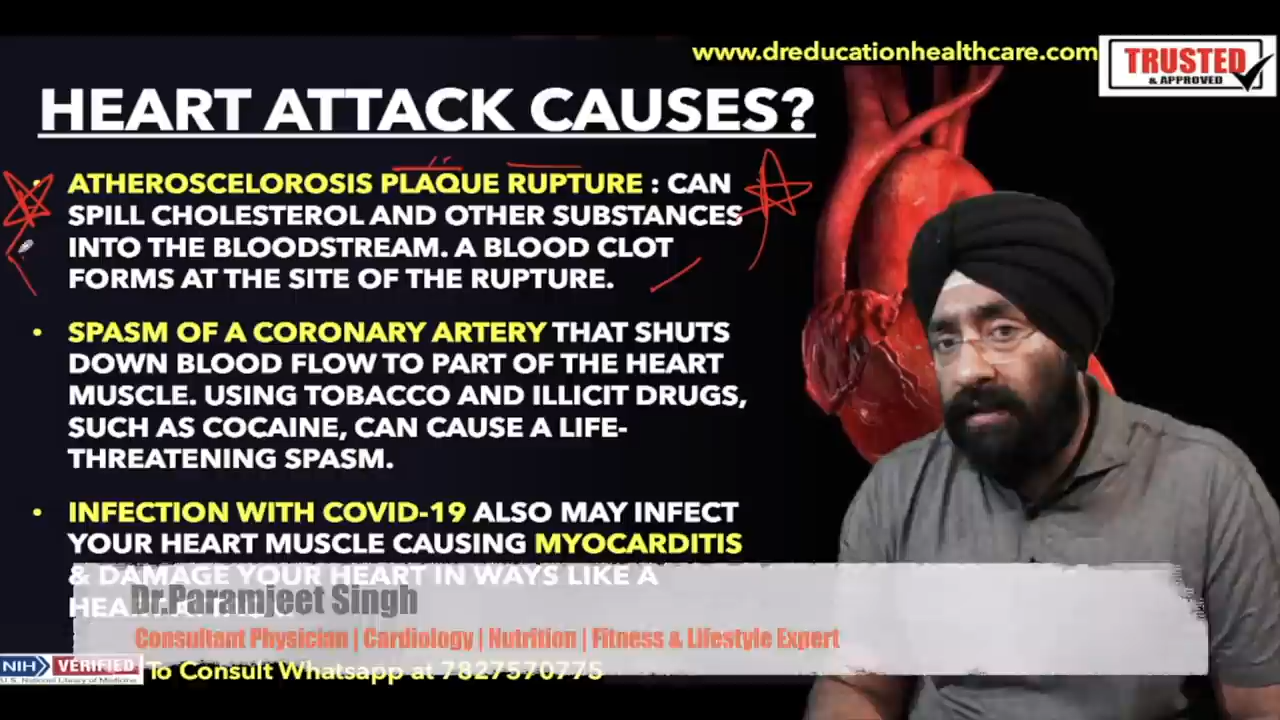 www.dreducationhealthcare.com
TRUSTED
& APPROVED
HEART ATTACK CAUSES?
• ATHEROSCELOROSIS PLAQUE RUPTURE : CAN
SPILL CHOLESTEROL AND OTHER SUBSTANCES
INTO THE BLOODSTREAM. A BLOOD CLOT
FORMS AT THE SITE OF THE RUPTURE.
• SPASM OF A CORONARY ARTERY THAT SHUTS
DOWN BLOOD FLOW TO PART OF THE HEART
MUSCLE. USING TOBACCO AND ILLICIT DRUGS,
SUCH AS COCAINE, CAN CAUSE A LIFE-
THREATENING SPASM.
• INFECTION WITH COVID-19 ALSO MAY INFECT
YOUR HEART MUSCLE CAUSING MYOCARDITIS
& DAMAGE YOUR HEART IN WAYS LIKE A
Dr.Paramjeet Singh
Consultant Physician | Cardiology | Nutrition | Fitness & Lifestyle Expert
NIH VERIFIED
U.S. National Library of Medicine
To Consult Whatsapp at 7827570775